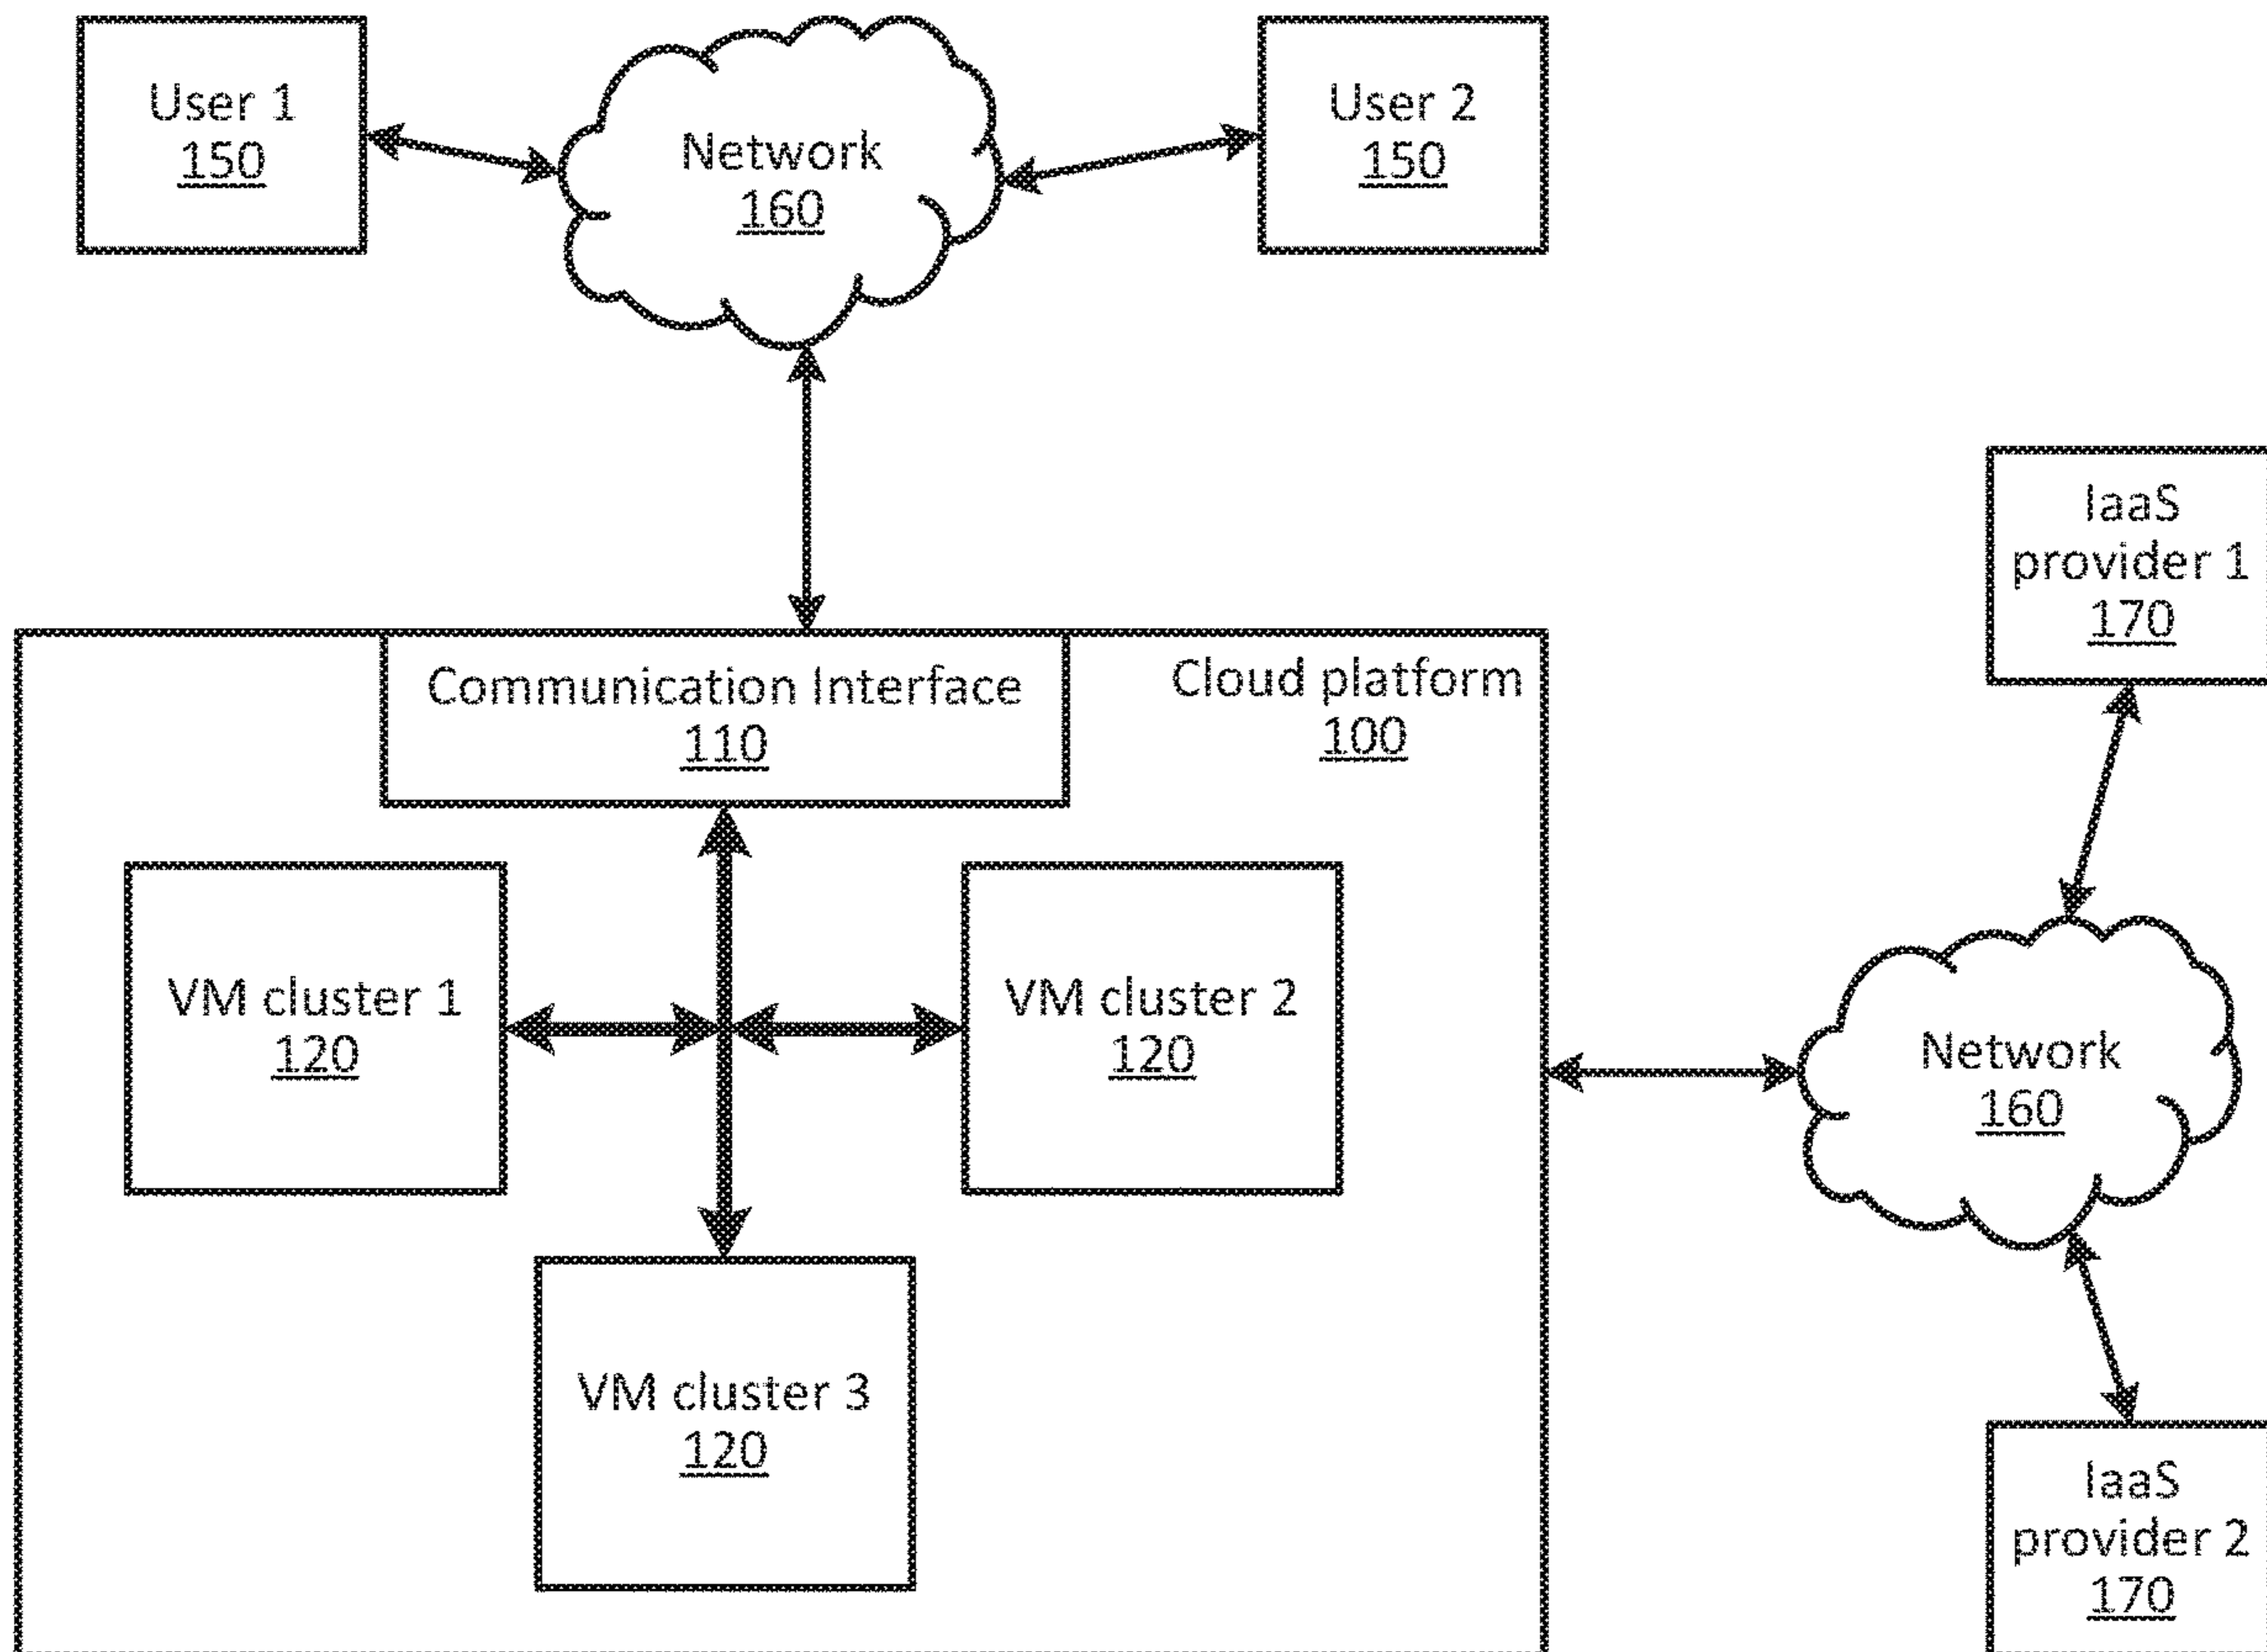 User 1
150
Network
160
User 2
150
IaaS
provider 1
170
Communication Interface
110
Cloud platform
100
VM cluster 1
120
VM cluster 2
120
Network
160
VM cluster 3
120
IaaS
provider 2
170